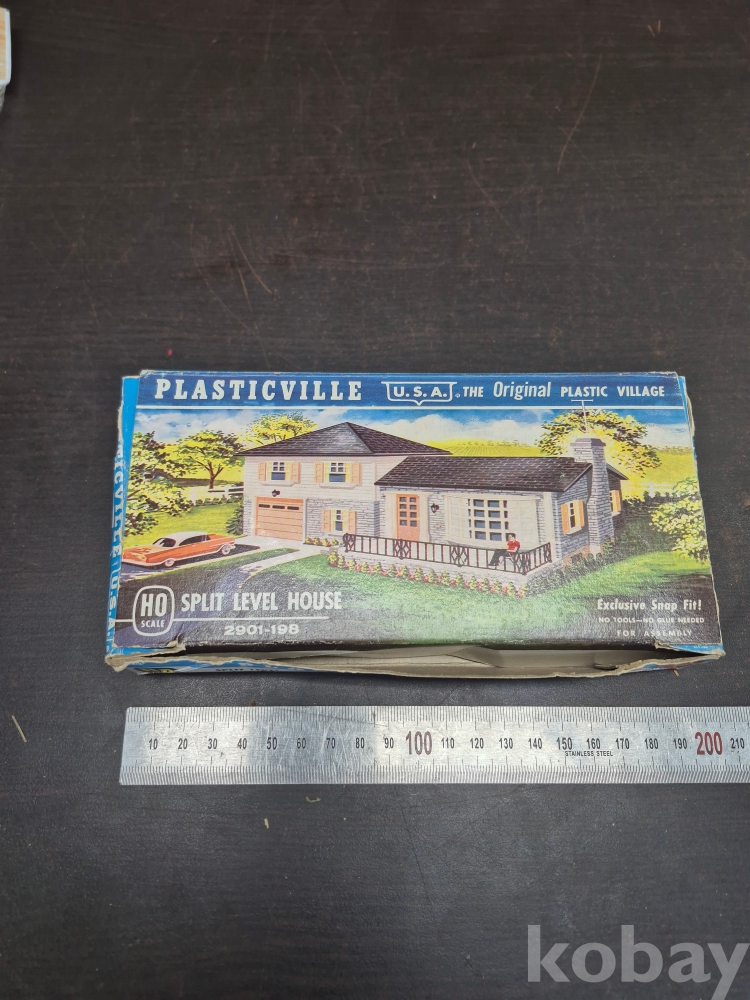 PLASTICVILLE U.S.A. THE Original PLASTIC VILLAGE
HO SCALE
SPLIT LEVEL HOUSE
2901-198
Exclusive Snap Fit!
NO TOOLS—NO GLUE NEEDED
FOR ASSEMBLY
U.S.A.
10 20 30 40 50 60 70 80 90 100 110 120 130 140 150 160 170 180 190 200 210
STAINLESS STEEL
kobay